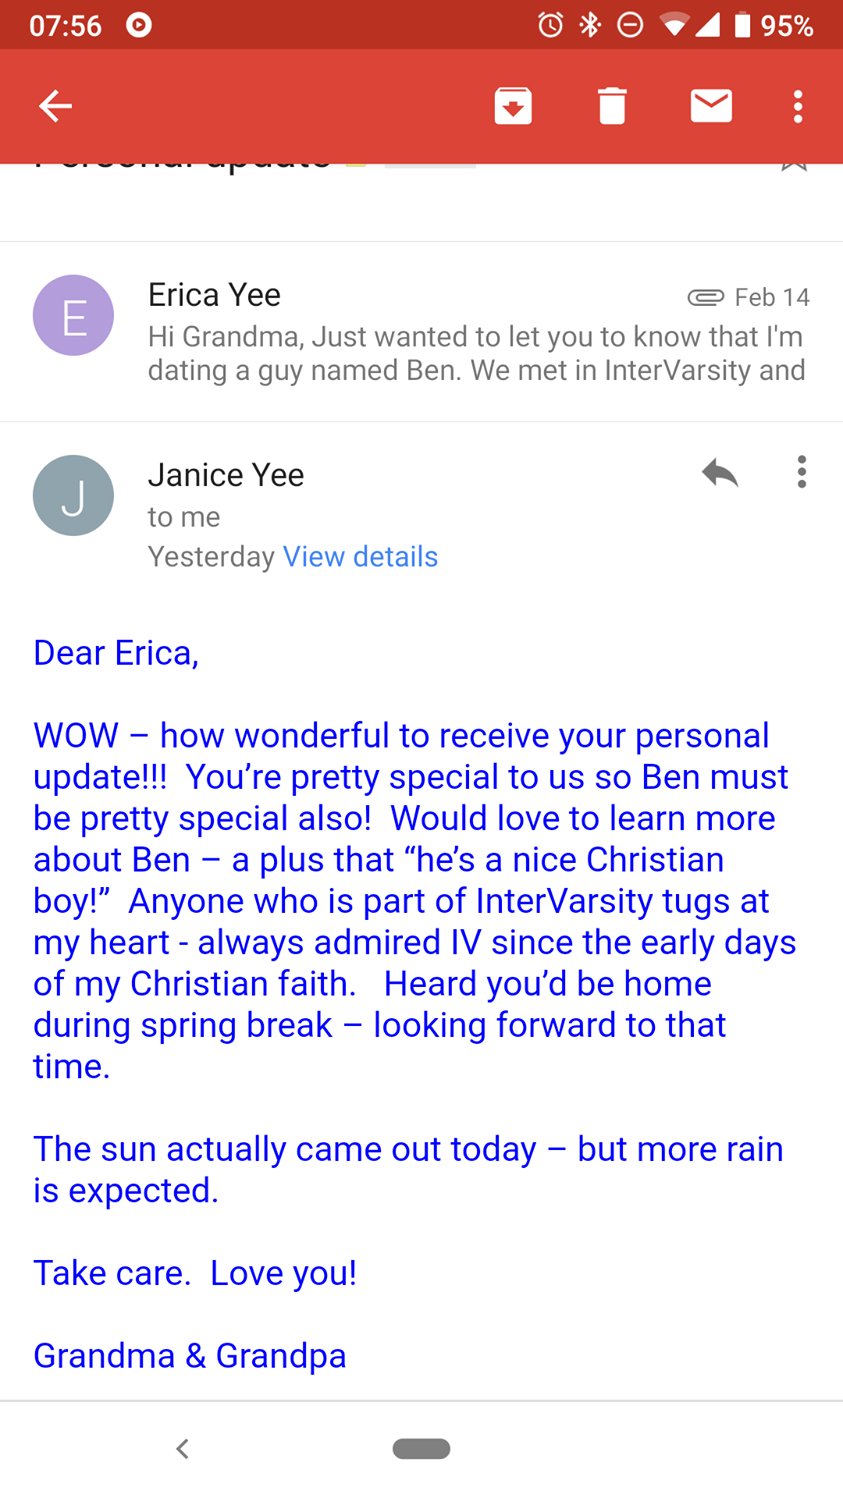 07:56 95%
Personal update
Erica Yee
Feb 14
Hi Grandma, Just wanted to let you to know that I'm
dating a guy named Ben. We met in InterVarsity and
E
Janice Yee
J
to me
Yesterday View details
Dear Erica,
WOW – how wonderful to receive your personal
update!!!  You’re pretty special to us so Ben must
be pretty special also!  Would love to learn more
about Ben – a plus that “he’s a nice Christian
boy!”  Anyone who is part of InterVarsity tugs at
my heart - always admired IV since the early days
of my Christian faith.   Heard you’d be home
during spring break – looking forward to that
time.
The sun actually came out today – but more rain
is expected.
Take care.  Love you!
Grandma & Grandpa